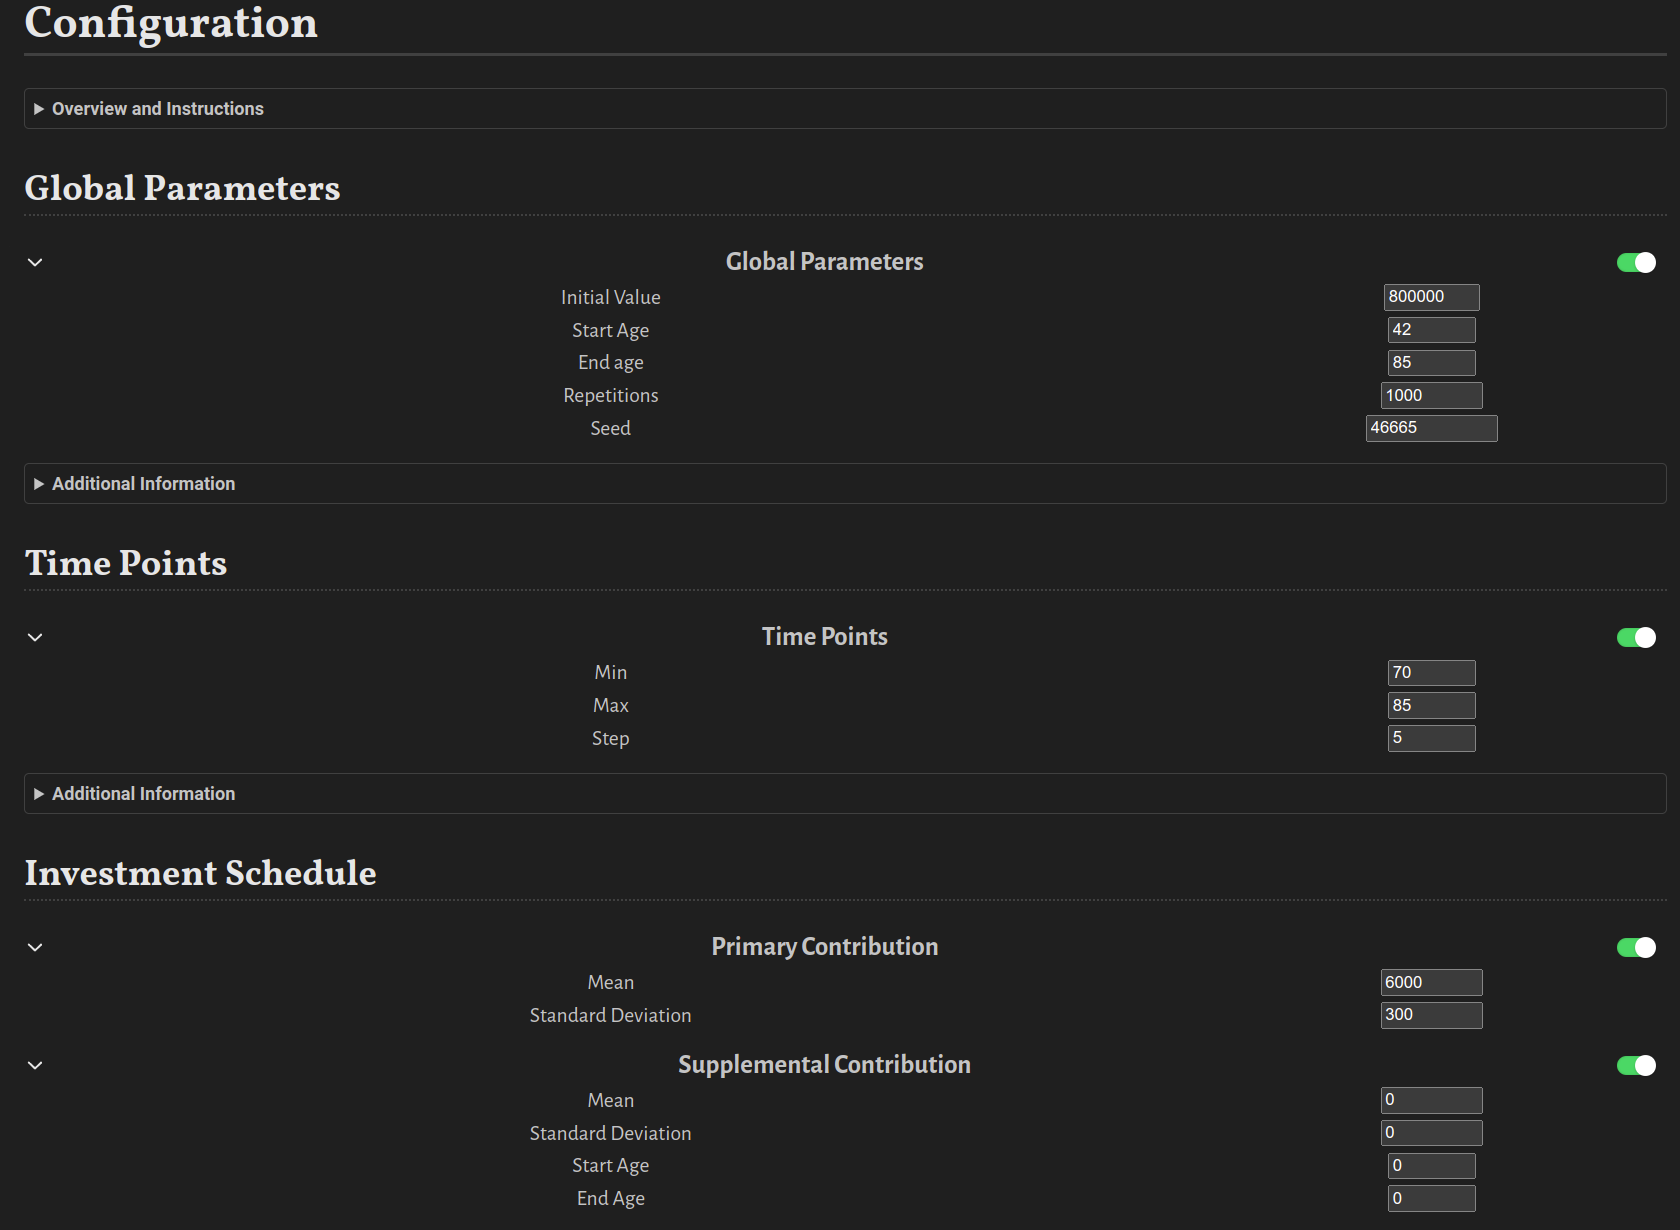 Configuration
Overview and Instructions
Global Parameters
Global Parameters
Initial Value 800000
Start Age 42
End age 85
Repetitions 1000
Seed 46665
Additional Information
Time Points
Time Points
Min 70
Max 85
Step 5
Additional Information
Investment Schedule
Primary Contribution
Mean 6000
Standard Deviation 300
Supplemental Contribution
Mean 0
Standard Deviation 0
Start Age 0
End Age 0